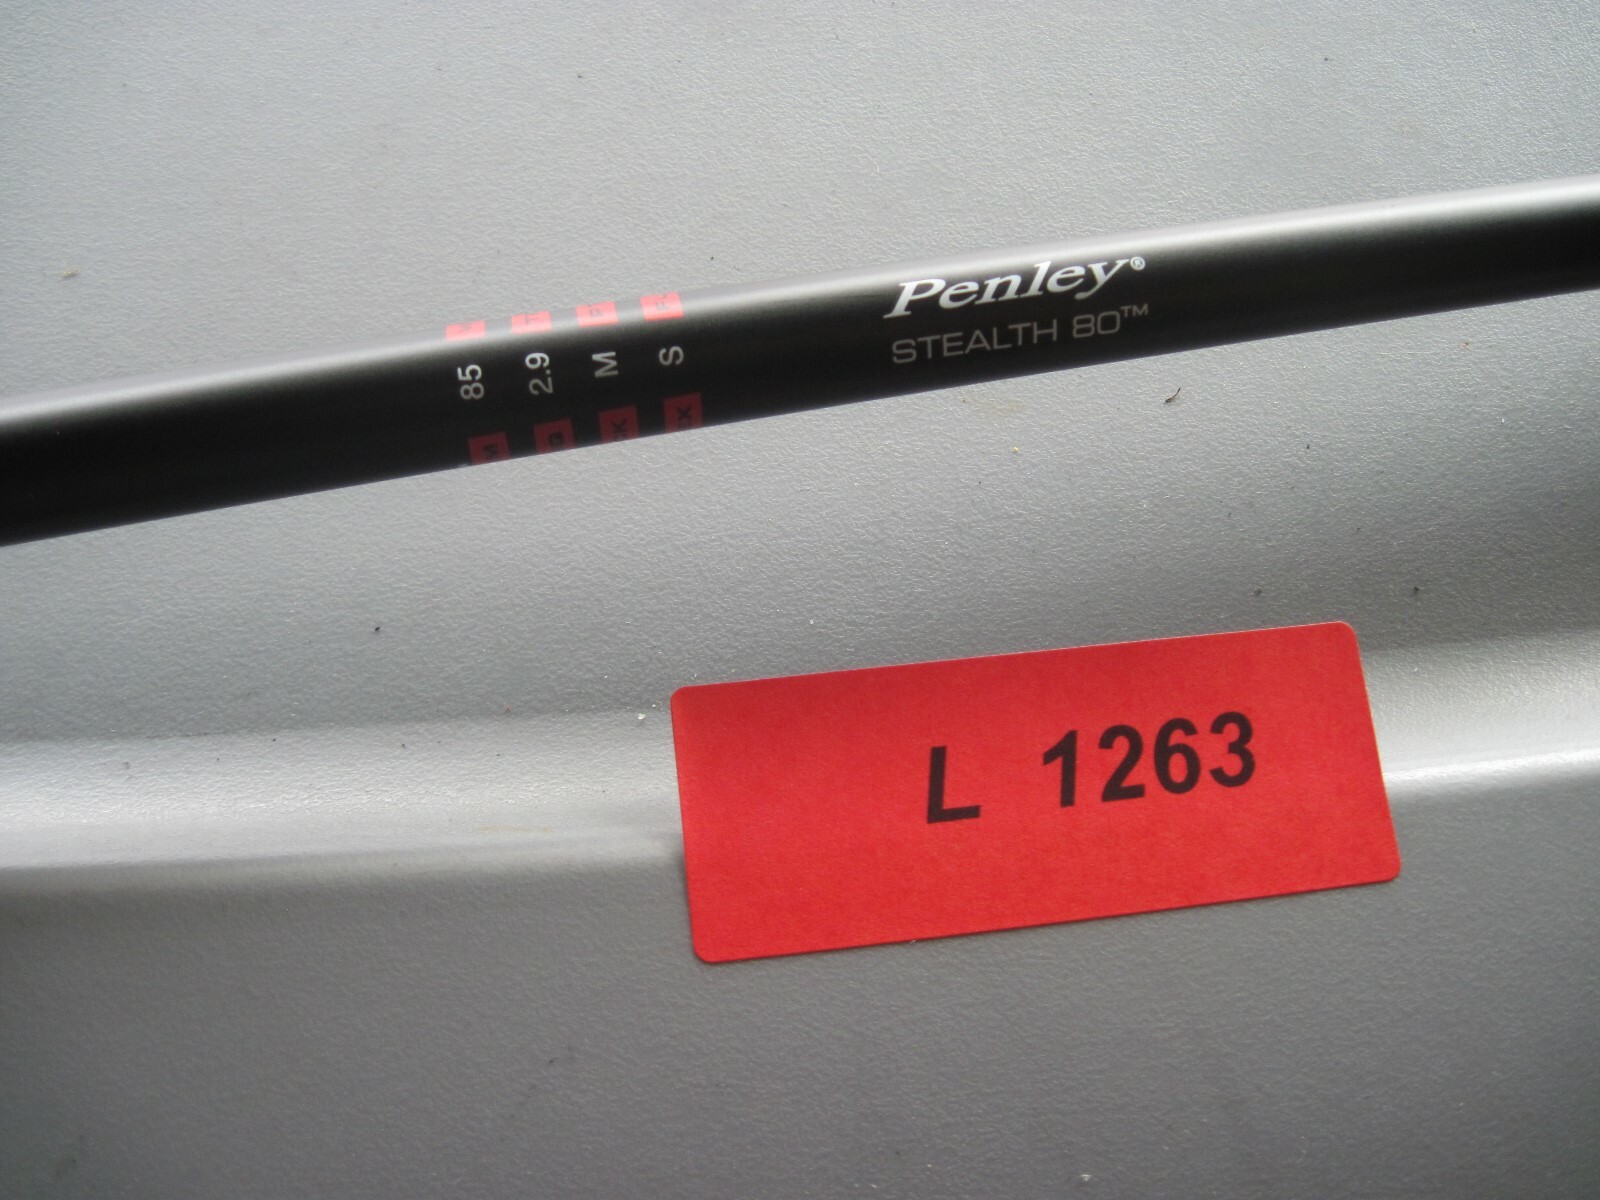 Penley®
STEALTH 80™
85
2.9
M
S
L 1263